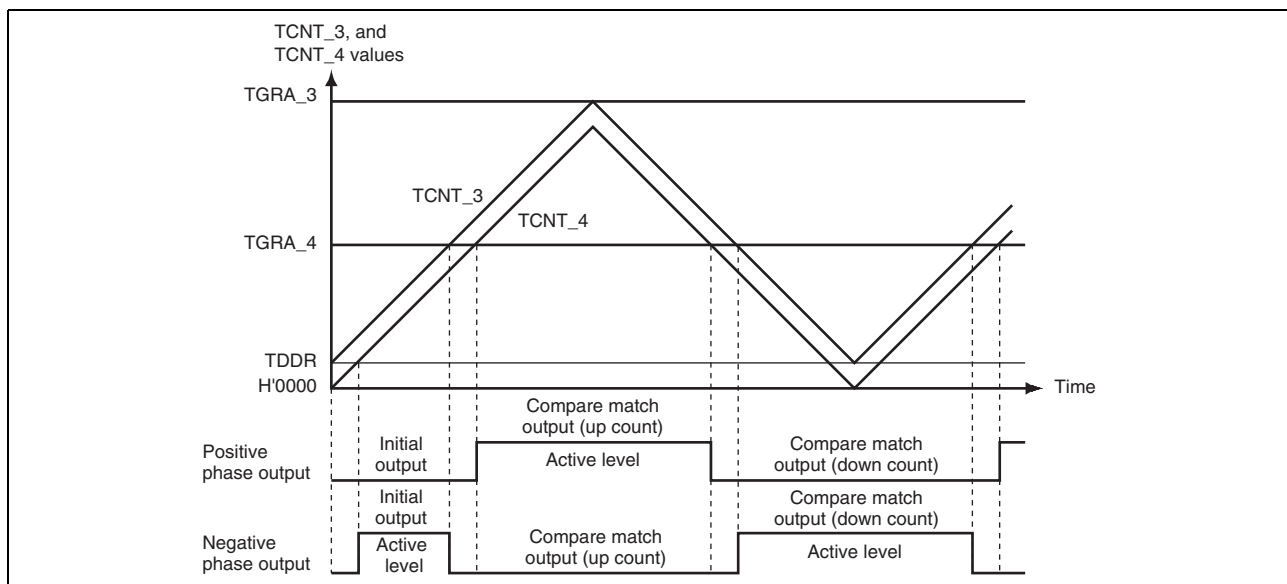 TCNT_3, and
TCNT_4 values
TGRA_3
TCNT_3
TCNT_4
TGRA_4
TDDR
H'0000
Time
Compare match
output (up count)
Positive
phase output
Initial
output
Active level
Compare match
output (down count)
Initial
output
Compare match
output (down count)
Negative
phase output
Active
level
Compare match
output (up count)
Active level